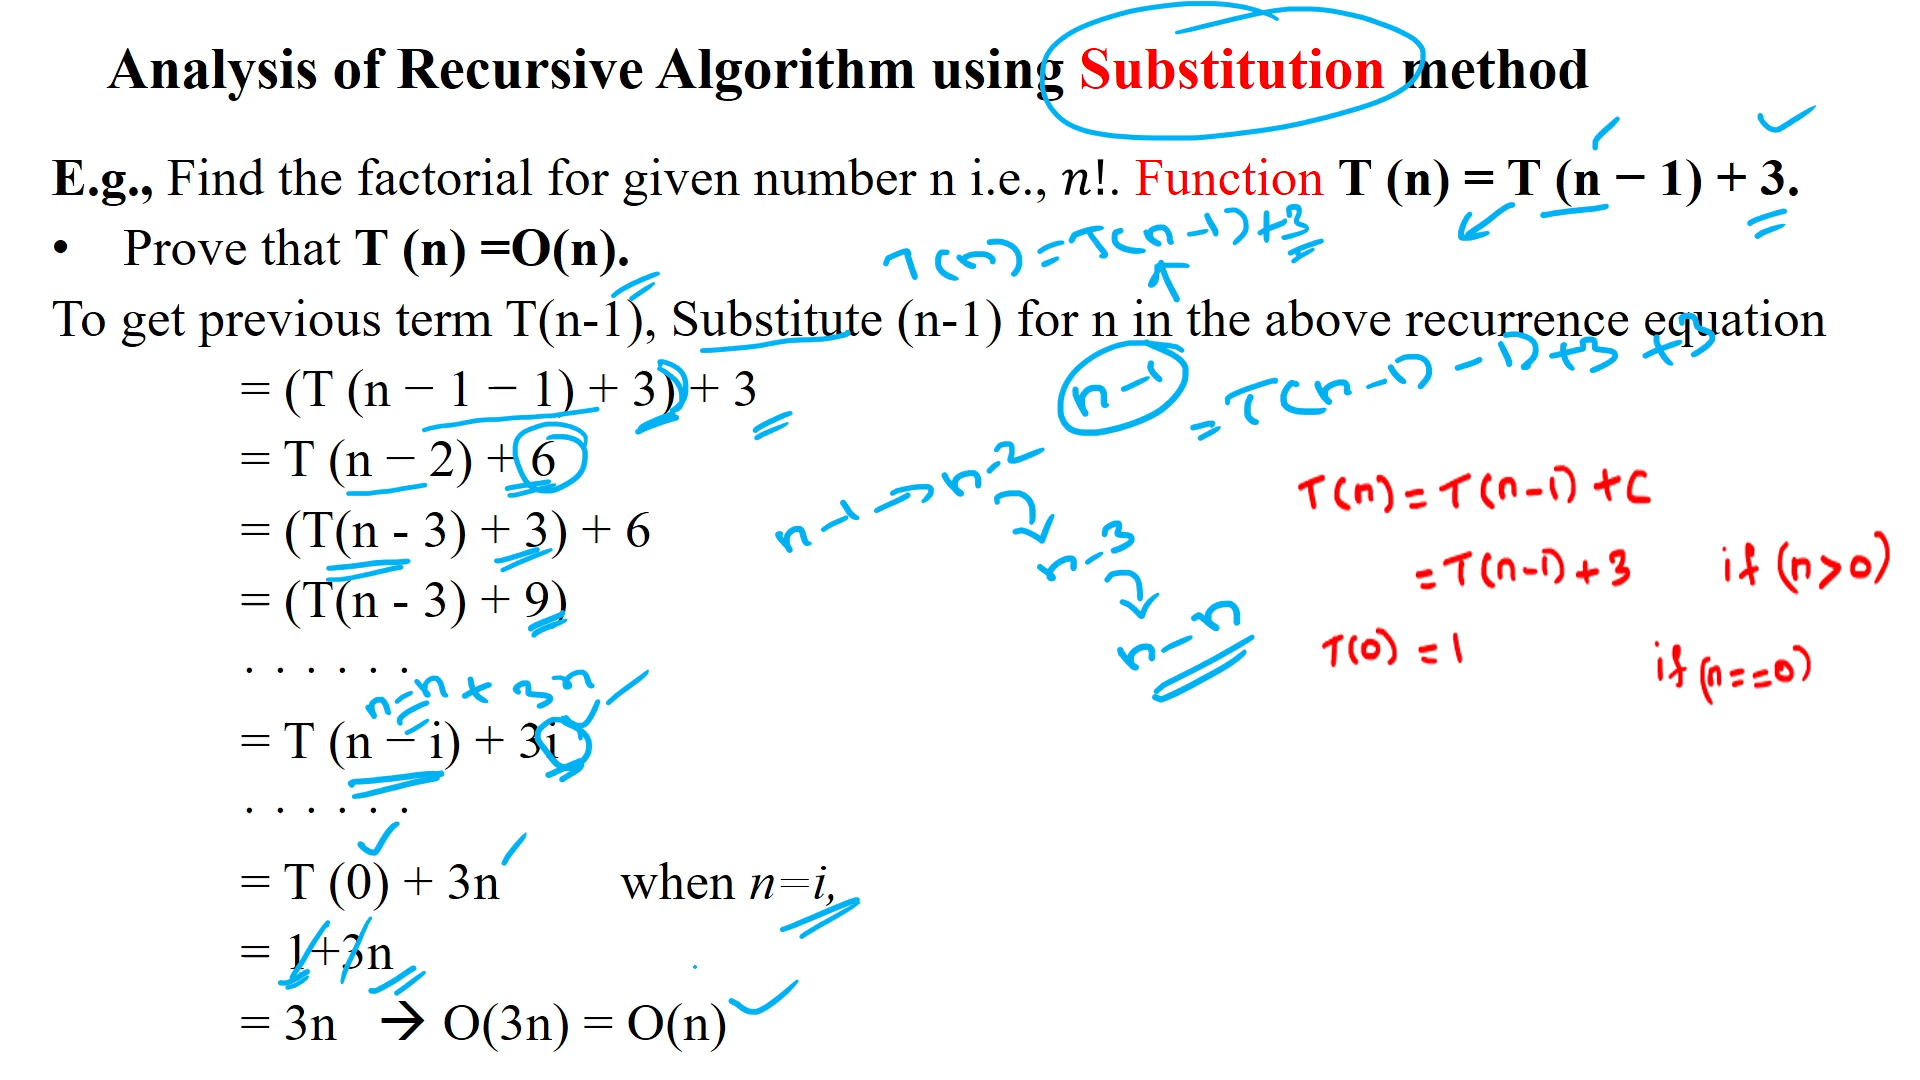 Analysis of Recursive Algorithm using Substitution method
E.g., Find the factorial for given number n i.e., n!. Function T (n) = T (n − 1) + 3.
• Prove that T (n) =O(n).
T(n)=T(n-1)+3
To get previous term T(n-1), Substitute (n-1) for n in the above recurrence equation
= (T (n − 1 − 1) + 3) + 3
n-1
=T(n-1)-1)+3+3
= T (n − 2) + 6
n-1→n-2
T(n)=T(n-1)+C
= (T(n - 3) + 3) + 6
n-3
=T(n-1)+3 if (n>0)
= (T(n - 3) + 9)
n-n
T(0)=1 if (n==0)
. . . . . .
n-n+3n
= T (n − i) + 3i
. . . . . .
= T (0) + 3n when n=i,
= 1+3n
= 3n → O(3n) = O(n)